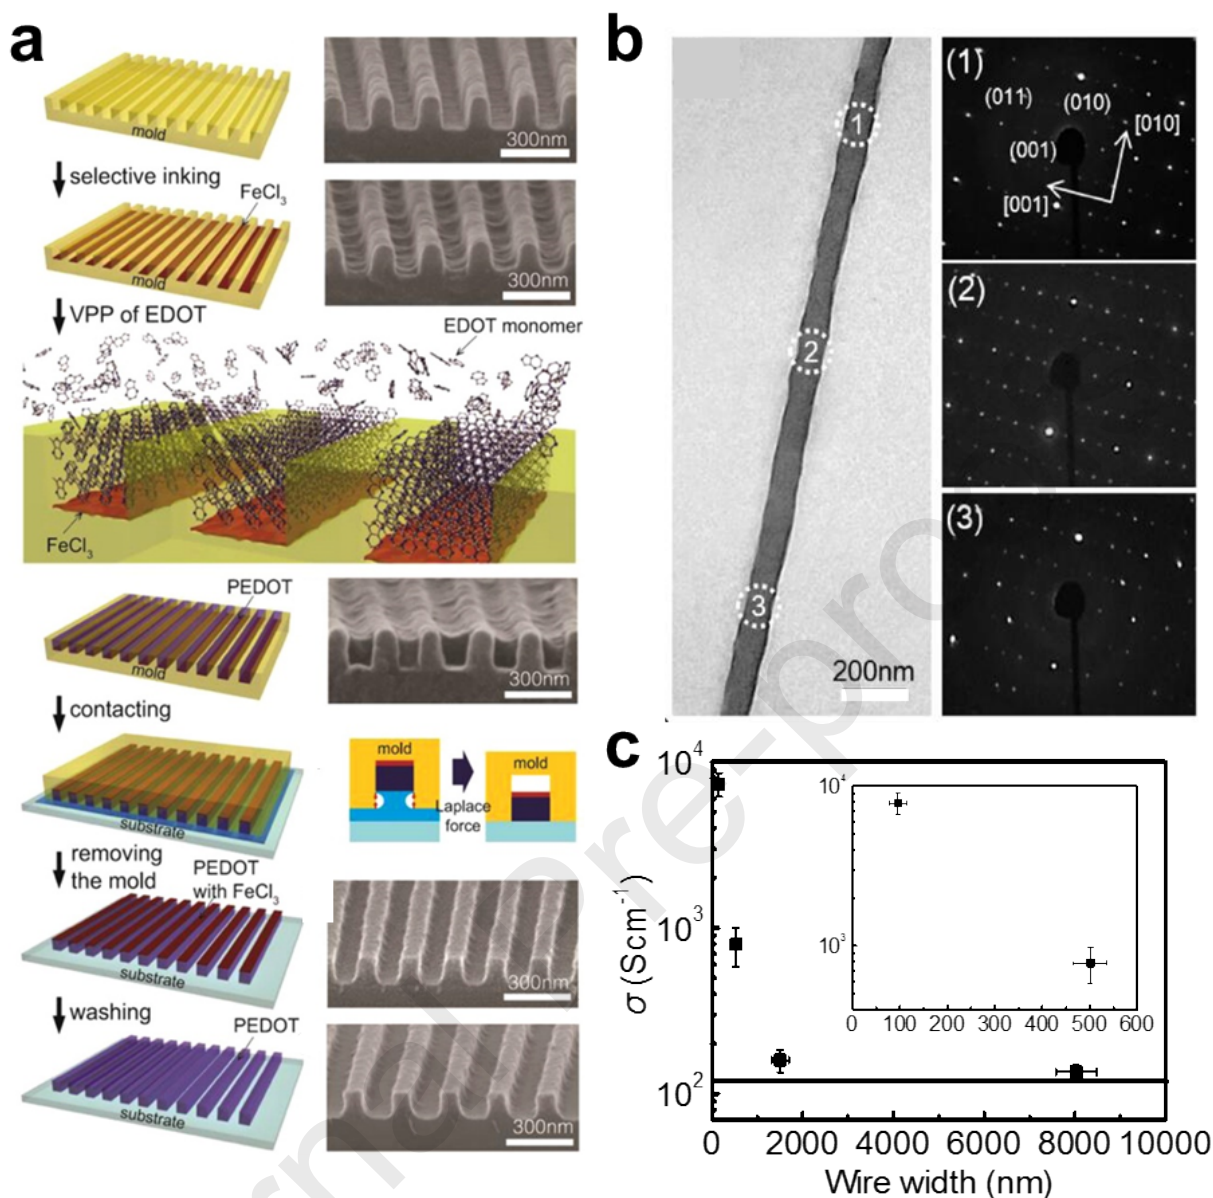 a
mold
300nm
selective inking
FeCl3
mold
300nm
VPP of EDOT
EDOT monomer
FeCl3
PEDOT
mold
300nm
contacting
substrate
mold
mold
Laplace
force
removing
the mold
PEDOT
with FeCl3
substrate
300nm
washing
PEDOT
substrate
300nm
b
1
2
3
200nm
(1)
(011)
(010)
[010]
(001)
[001]
(2)
(3)
c
10^4
10^3
10^2
σ (Scm^-1)
0 2000 4000 6000 8000 10000
Wire width (nm)
10^4
10^3
0 100 200 300 400 500 600